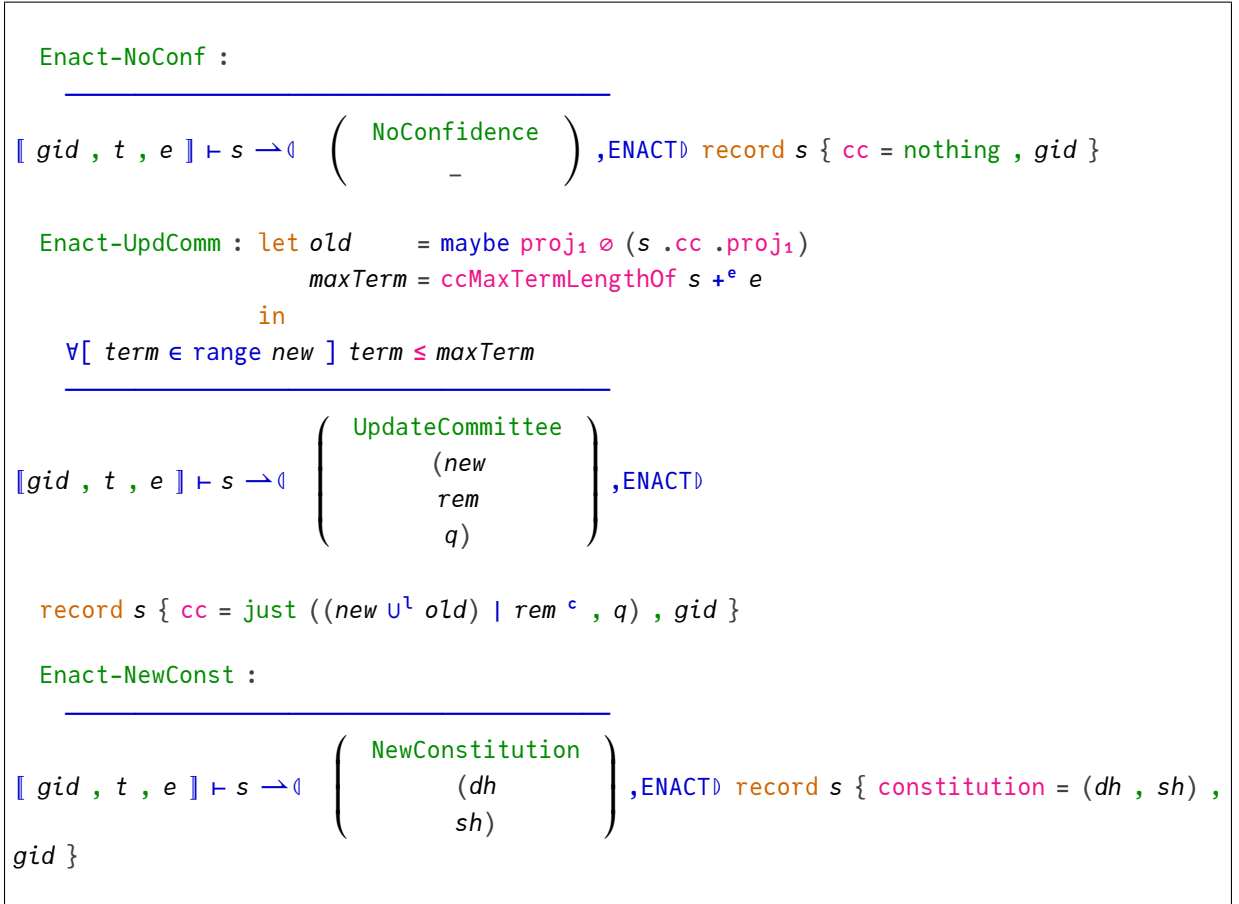 Enact-NoConf :
⟦ gid , t , e ⟧ ⊢ s ⇀⦇ ( NoConfidence ) ,ENACT⦈ record s { cc = nothing , gid }
_
Enact-UpdComm : let old = maybe proj₁ ∅ (s .cc .proj₁)
maxTerm = ccMaxTermLengthOf s +ᵉ e
in
∀[ term ∈ range new ] term ≤ maxTerm
UpdateCommittee
(new
⟦gid , t , e ⟧ ⊢ s ⇀⦇ ,ENACT⦈
rem
q)
record s { cc = just ((new ∪ˡ old) | rem ᶜ , q) , gid }
Enact-NewConst :
NewConstitution
⟦ gid , t , e ⟧ ⊢ s ⇀⦇ (dh ,ENACT⦈ record s { constitution = (dh , sh) ,
sh)
gid }